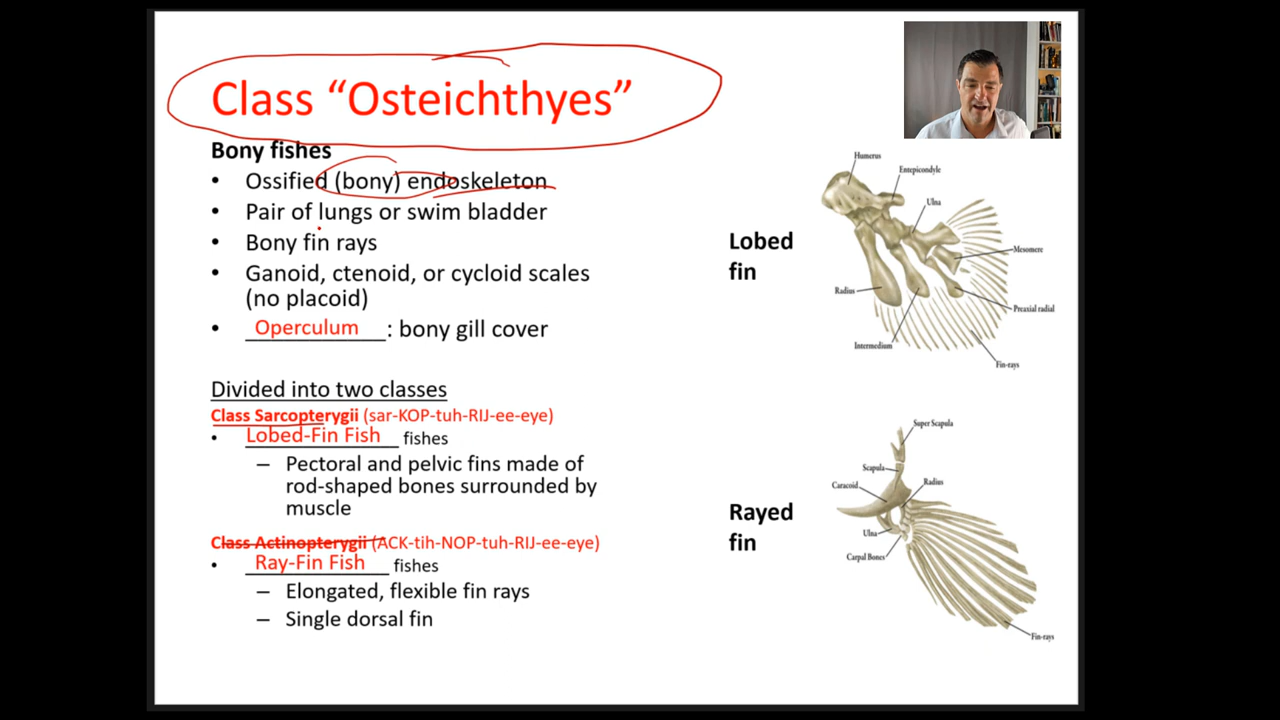 Class “Osteichthyes”
Bony fishes
• Ossified (bony) endoskeleton
• Pair of lungs or swim bladder
• Bony fin rays
• Ganoid, ctenoid, or cycloid scales
(no placoid)
• Operculum: bony gill cover
Divided into two classes
Class Sarcopterygii (sar-KOP-tuh-RIJ-ee-eye)
• Lobed-Fin Fish fishes
– Pectoral and pelvic fins made of
rod-shaped bones surrounded by
muscle
Class Actinopterygii (ACK-tih-NOP-tuh-RIJ-ee-eye)
• Ray-Fin Fish fishes
– Elongated, flexible fin rays
– Single dorsal fin
Lobed
fin
Humerus
Entepicondyle
Ulna
Mesomere
Radius
Preaxial radial
Intermedium
Fin-rays
Rayed
fin
Super Scapula
Scapula
Caracoid
Radius
Ulna
Carpal Bones
Fin-rays